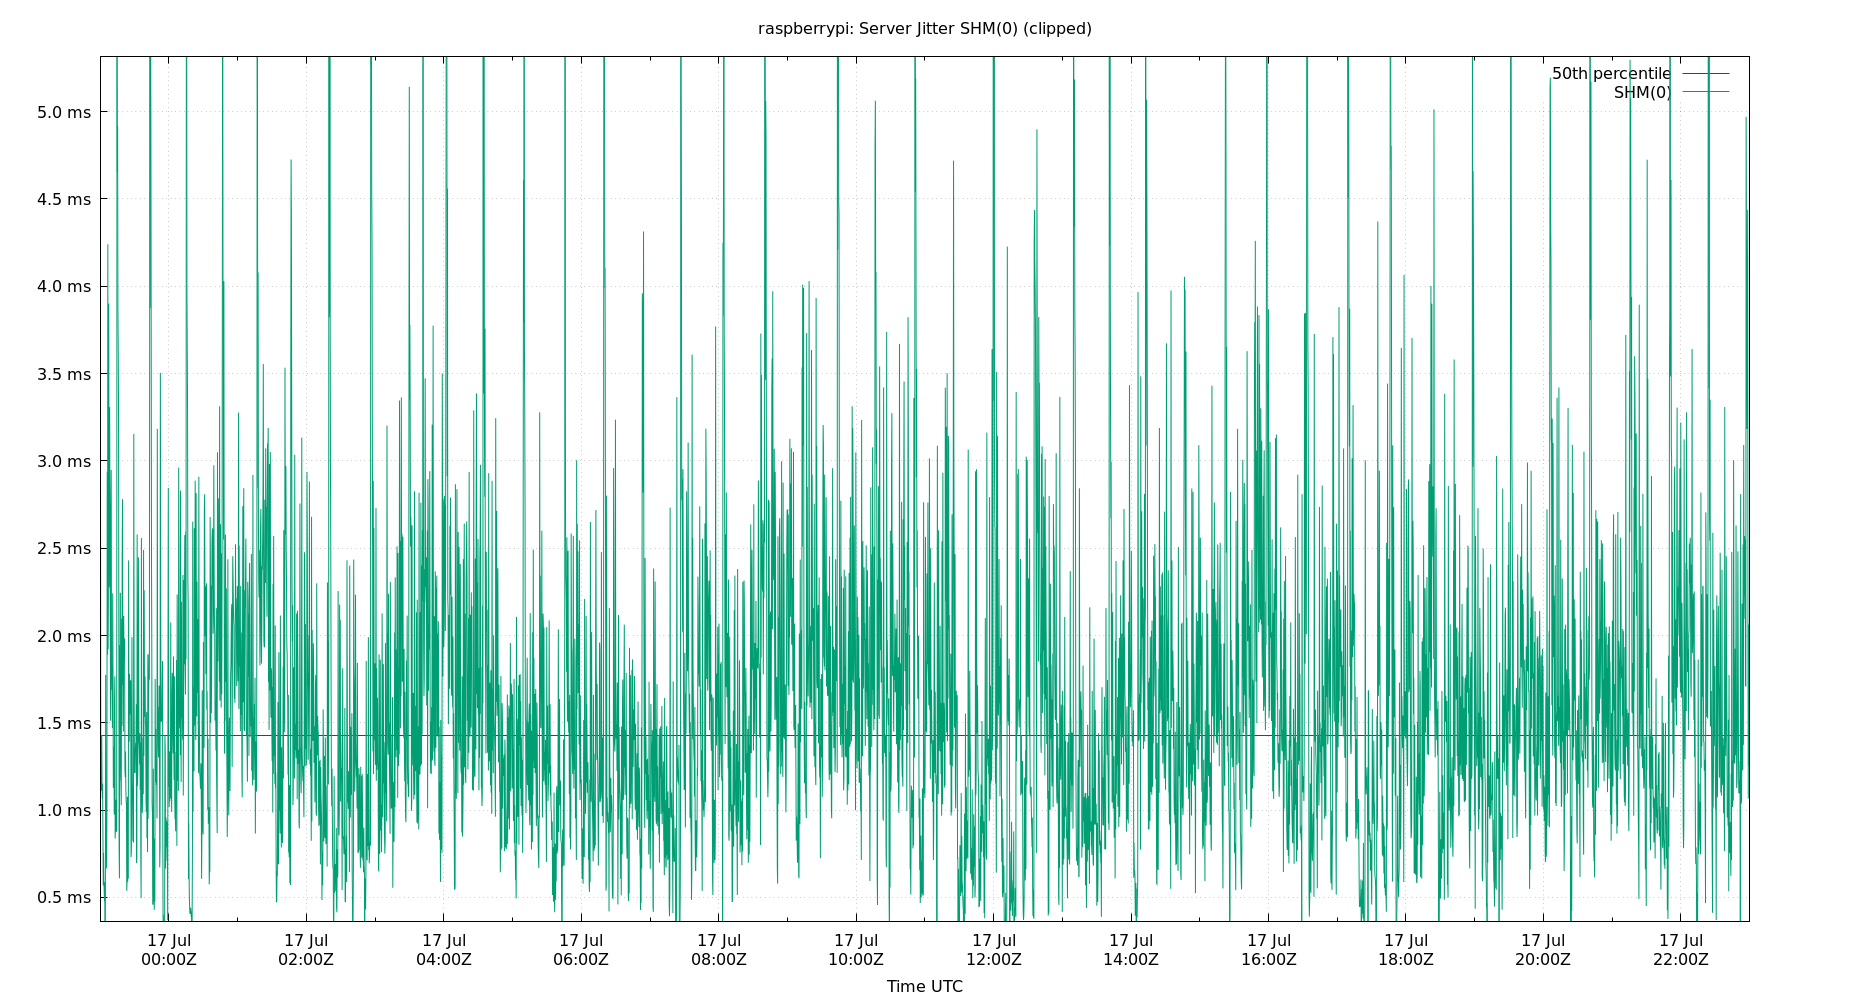 raspberrypi: Server Jitter SHM(0) (clipped)
50th percentile
SHM(0)
5.0 ms
4.5 ms
4.0 ms
3.5 ms
3.0 ms
2.5 ms
2.0 ms
1.5 ms
1.0 ms
0.5 ms
17 Jul 17 Jul 17 Jul 17 Jul 17 Jul 17 Jul 17 Jul 17 Jul 17 Jul 17 Jul 17 Jul 17 Jul
00:00Z 02:00Z 04:00Z 06:00Z 08:00Z 10:00Z 12:00Z 14:00Z 16:00Z 18:00Z 20:00Z 22:00Z
Time UTC